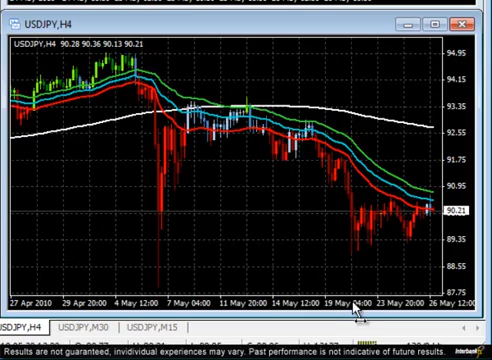 USDJPY,H4
USDJPY,H4 90.28 90.36 90.13 90.21
94.95
94.15
93.35
92.55
91.75
90.95
90.21
89.35
88.55
87.75
27 Apr 2010 29 Apr 20:00 4 May 12:00 7 May 04:00 11 May 20:00 14 May 12:00 19 May 04:00 23 May 20:00 26 May 12:00
USDJPY,H4 USDJPY,M30 USDJPY,M15
Results are not guaranteed, invidividual experiences may vary. Past performance is not indicative of future results.